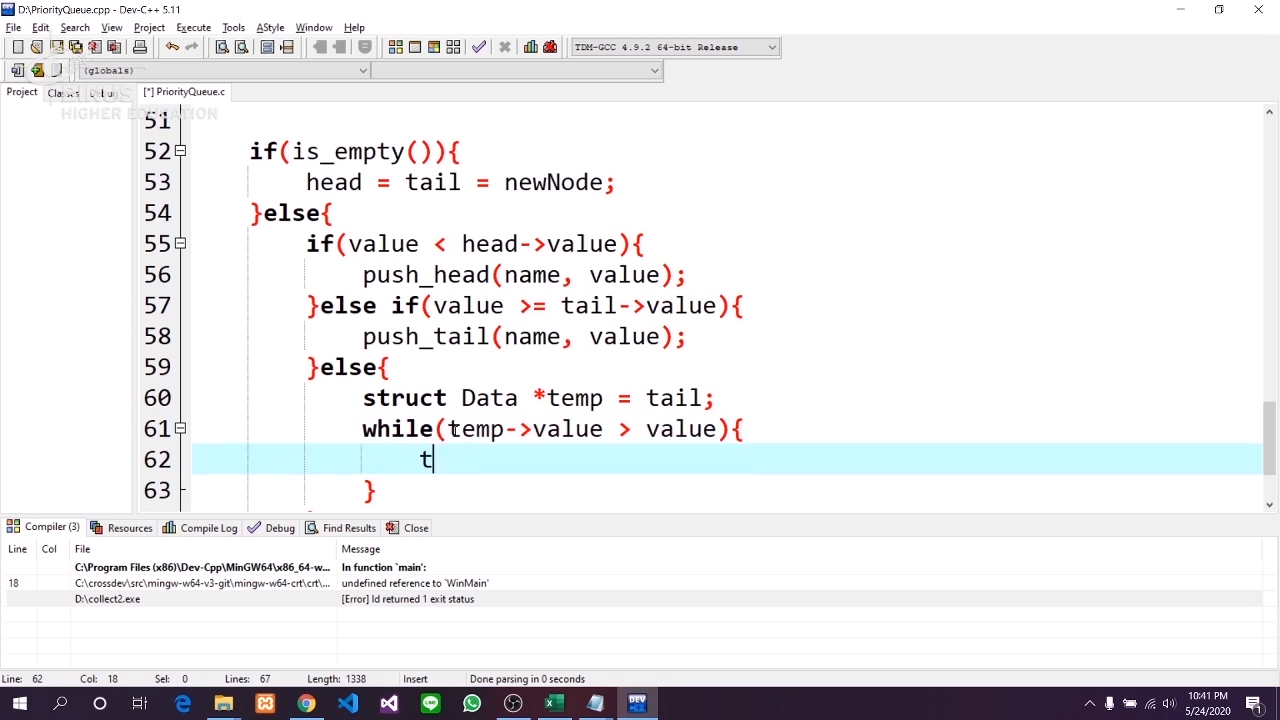 D:\PriorityQueue.cpp - Dev-C++ 5.11
File Edit Search View Project Execute Tools AStyle Window Help
TDM-GCC 4.9.2 64-bit Release
(globals)
Project Classes Debug [*] PriorityQueue.c
HIGHER EDUCATION
51
52 if(is_empty()){
53 head = tail = newNode;
54 }else{
55 if(value < head->value){
56 push_head(name, value);
57 }else if(value >= tail->value){
58 push_tail(name, value);
59 }else{
60 struct Data *temp = tail;
61 while(temp->value > value){
62 t
63 }
Compiler (3) Resources Compile Log Debug Find Results Close
Line Col File Message
C:\Program Files (x86)\Dev-Cpp\MinGW64\x86_64-w... In function `main':
18 C:\crossdev\src\mingw-w64-v3-git\mingw-w64-crt\crt\... undefined reference to `WinMain'
D:\collect2.exe [Error] ld returned 1 exit status
Line: 62 Col: 18 Sel: 0 Lines: 67 Length: 1338 Insert Done parsing in 0 seconds
10:41 PM
5/24/2020